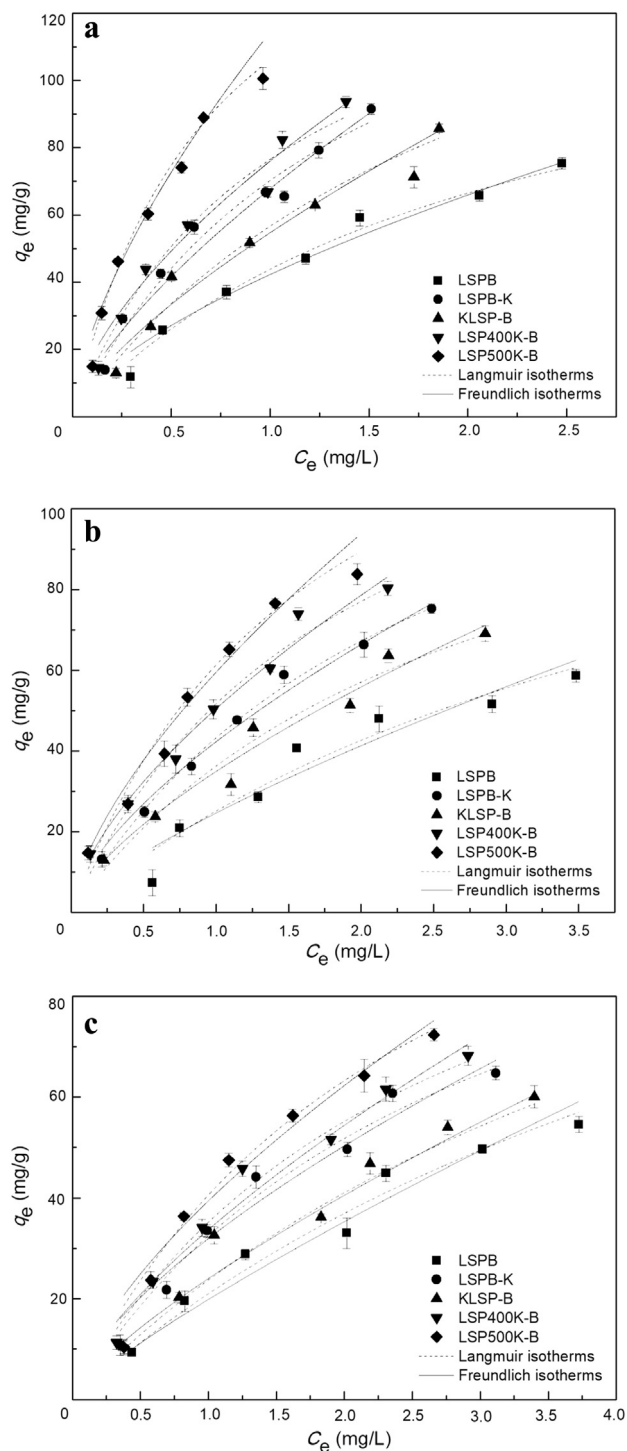 a
120
100
80
60
40
20
0
qe (mg/g)
LSPB
LSPB-K
KLSP-B
LSP400K-B
LSP500K-B
Langmuir isotherms
Freundlich isotherms
0 0.5 1.0 1.5 2.0 2.5
Ce (mg/L)
b
100
80
60
40
20
0
qe (mg/g)
LSPB
LSPB-K
KLSP-B
LSP400K-B
LSP500K-B
Langmuir isotherms
Freundlich isotherms
0.5 1.0 1.5 2.0 2.5 3.0 3.5
Ce (mg/L)
c
80
60
40
20
0
qe (mg/g)
LSPB
LSPB-K
KLSP-B
LSP400K-B
LSP500K-B
Langmuir isotherms
Freundlich isotherms
0.5 1.0 1.5 2.0 2.5 3.0 3.5 4.0
Ce (mg/L)